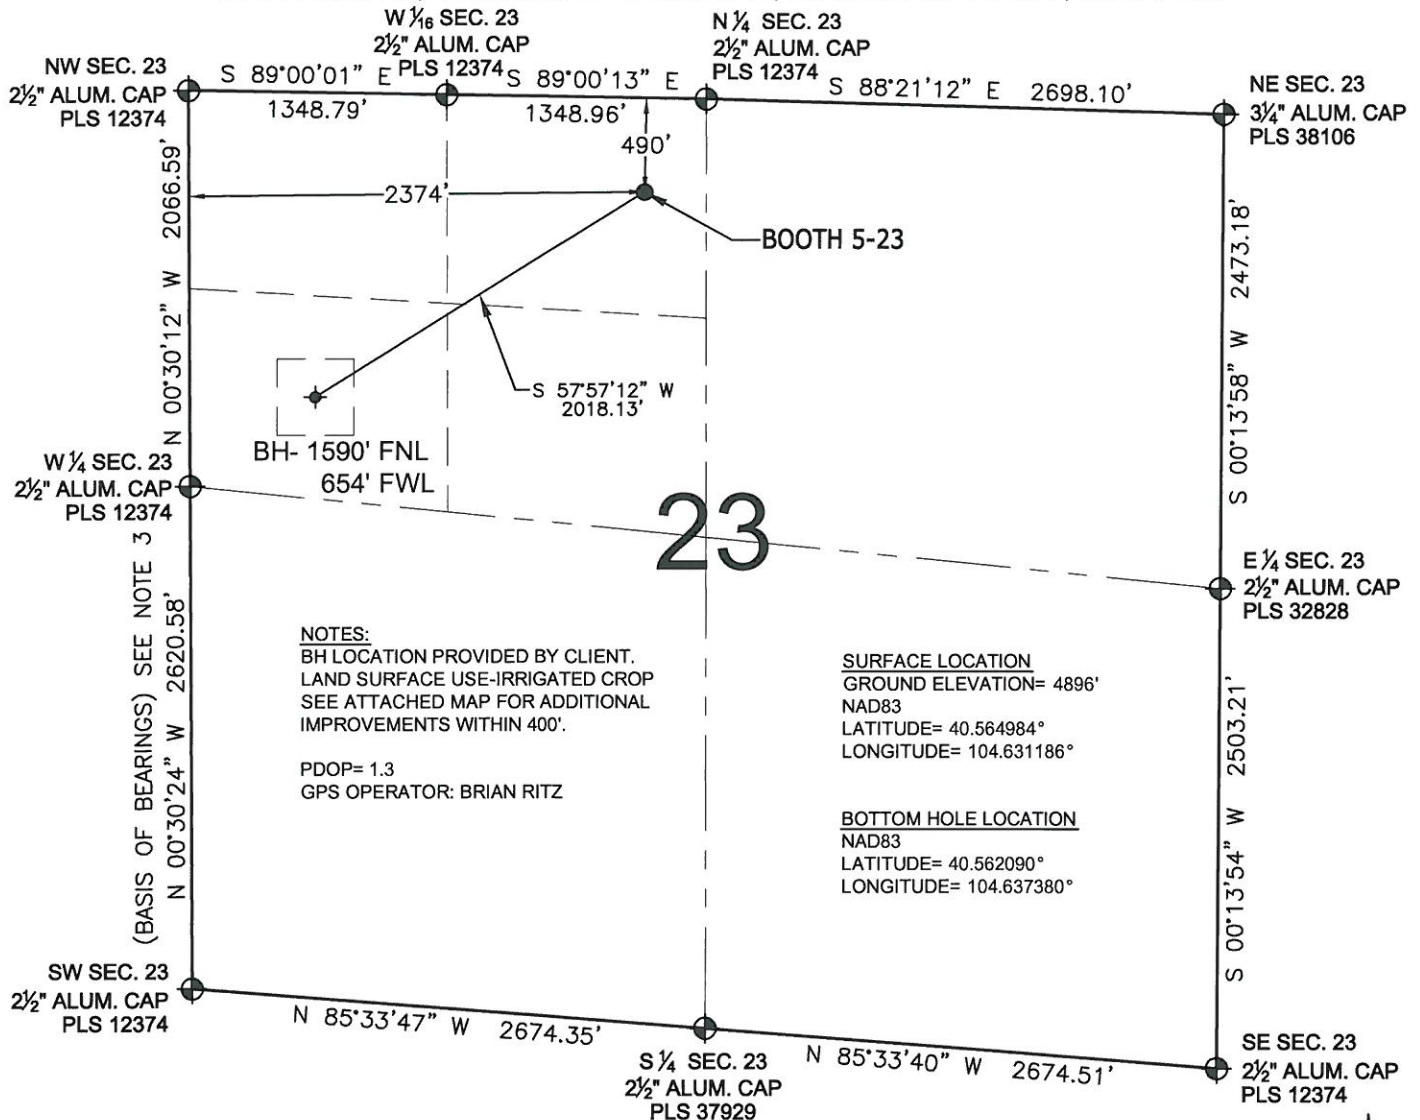 W 1⁄16 SEC. 23
2½" ALUM. CAP
PLS 12374
N ¼ SEC. 23
2½" ALUM. CAP
PLS 12374
NW SEC. 23
2½" ALUM. CAP
PLS 12374
S 89°00'01" E
1348.79'
S 89°00'13" E
1348.96'
S 88°21'12" E 2698.10'
NE SEC. 23
3¼" ALUM. CAP
PLS 38106
490'
2374'
BOOTH 5-23
N 00°30'12" W 2066.59'
S 00°13'58" W 2473.18'
S 57°57'12" W
2018.13'
BH- 1590' FNL
654' FWL
W ¼ SEC. 23
2½" ALUM. CAP
PLS 12374
23
E ¼ SEC. 23
2½" ALUM. CAP
PLS 32828
(BASIS OF BEARINGS) SEE NOTE 3
N 00°30'24" W 2620.58'
NOTES:
BH LOCATION PROVIDED BY CLIENT.
LAND SURFACE USE-IRRIGATED CROP
SEE ATTACHED MAP FOR ADDITIONAL
IMPROVEMENTS WITHIN 400'.
PDOP= 1.3
GPS OPERATOR: BRIAN RITZ
SURFACE LOCATION
GROUND ELEVATION= 4896'
NAD83
LATITUDE= 40.564984°
LONGITUDE= 104.631186°
BOTTOM HOLE LOCATION
NAD83
LATITUDE= 40.562090°
LONGITUDE= 104.637380°
S 00°13'54" W 2503.21'
SW SEC. 23
2½" ALUM. CAP
PLS 12374
N 85°33'47" W 2674.35'
S ¼ SEC. 23
2½" ALUM. CAP
PLS 37929
N 85°33'40" W 2674.51'
SE SEC. 23
2½" ALUM. CAP
PLS 12374